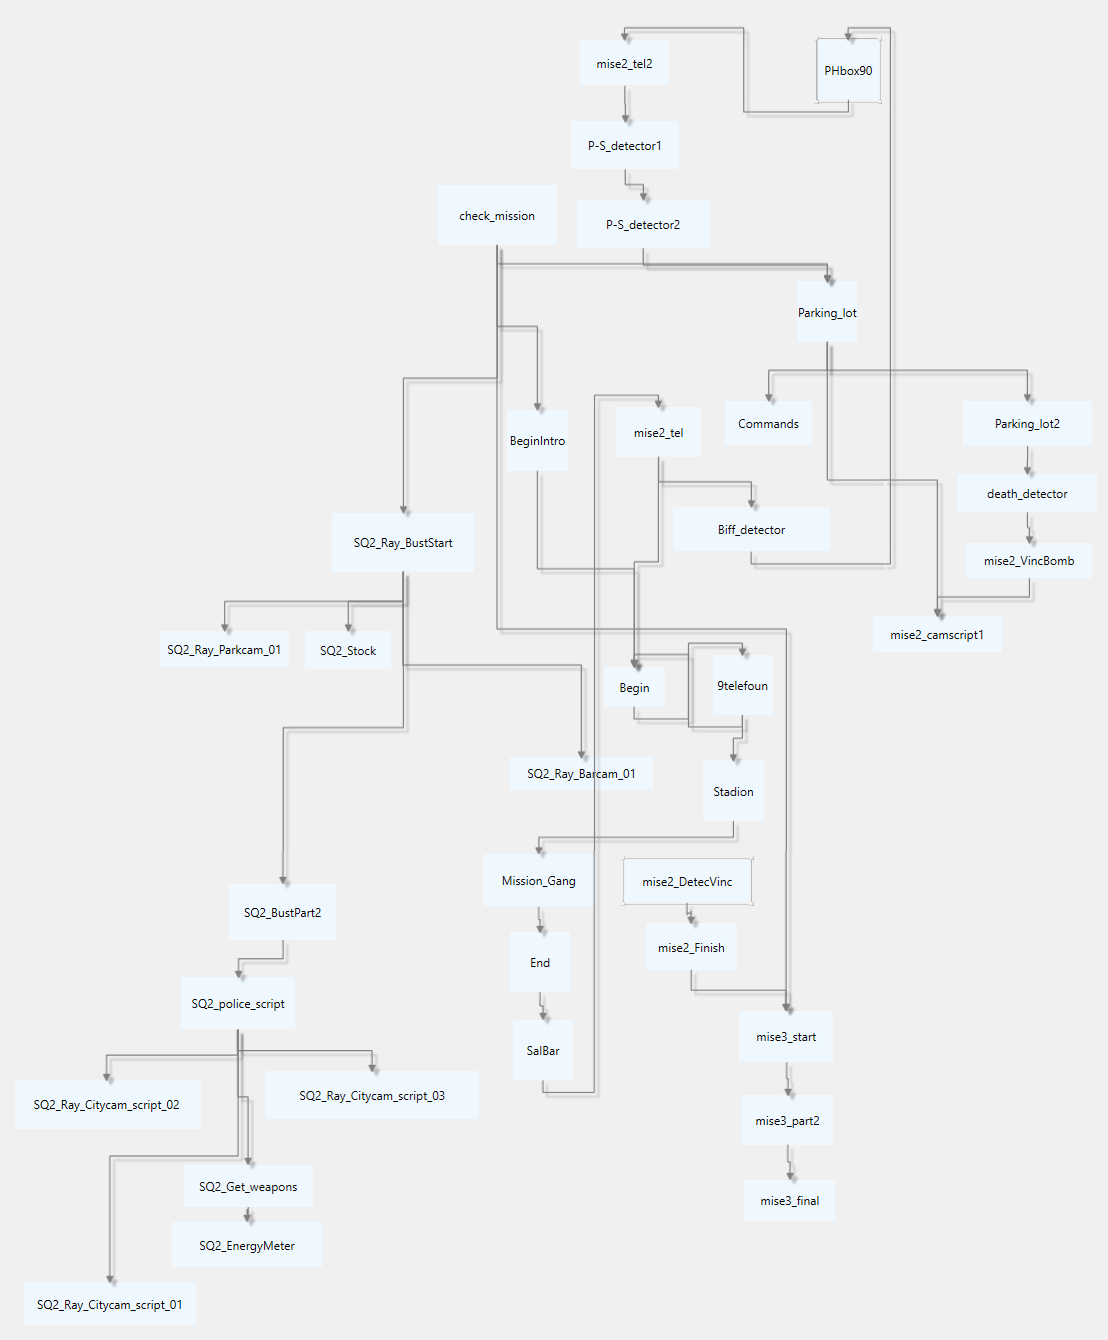 mise2_tel2
PHbox90
P-S_detector1
check_mission
P-S_detector2
Parking_lot
BeginIntro
mise2_tel
Commands
Parking_lot2
death_detector
SQ2_Ray_BustStart
Biff_detector
mise2_VincBomb
SQ2_Ray_Parkcam_01
SQ2_Stock
mise2_camscript1
Begin
9telefoun
SQ2_Ray_Barcam_01
Stadion
Mission_Gang
mise2_DetecVinc
SQ2_BustPart2
End
mise2_Finish
SQ2_police_script
SalBar
mise3_start
SQ2_Ray_Citycam_script_02
SQ2_Ray_Citycam_script_03
mise3_part2
SQ2_Get_weapons
mise3_final
SQ2_EnergyMeter
SQ2_Ray_Citycam_script_01